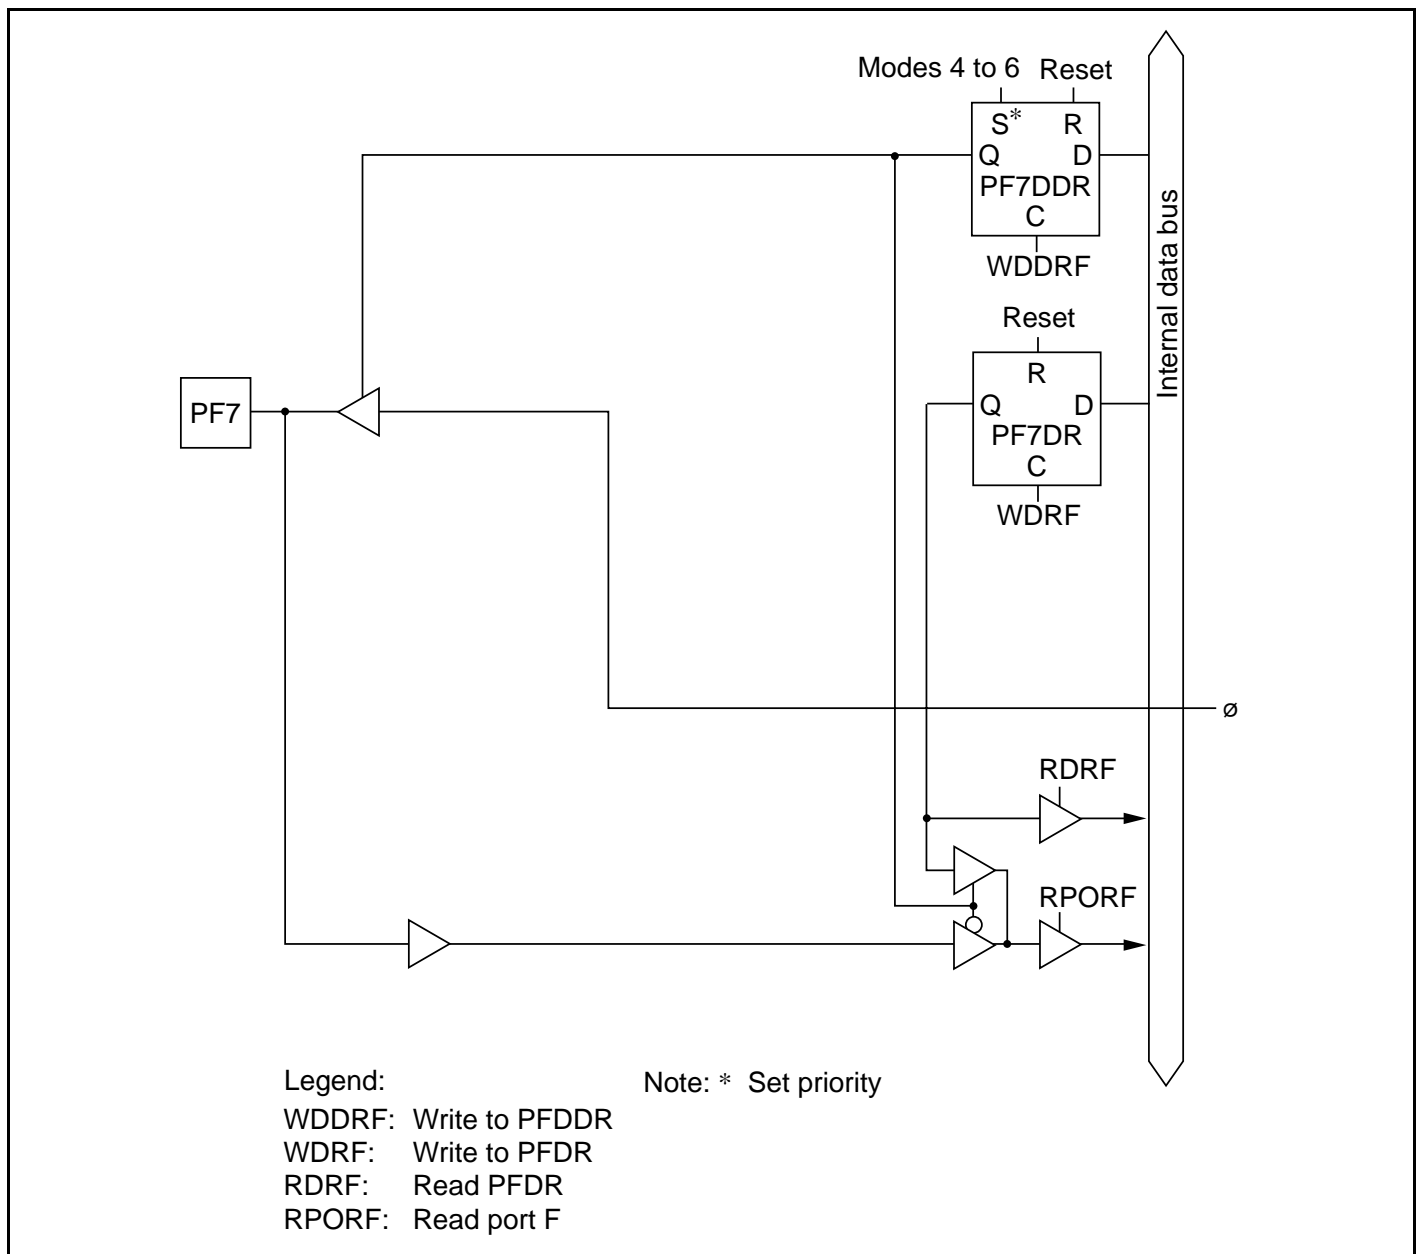 Modes 4 to 6 Reset
S* R
Q D
PF7DDR
C
WDDRF
Internal data bus
Reset
R
PF7
Q D
PF7DR
C
WDRF
ø
RDRF
RPORF
Legend:
WDDRF: Write to PFDDR
WDRF: Write to PFDR
RDRF: Read PFDR
RPORF: Read port F
Note: * Set priority